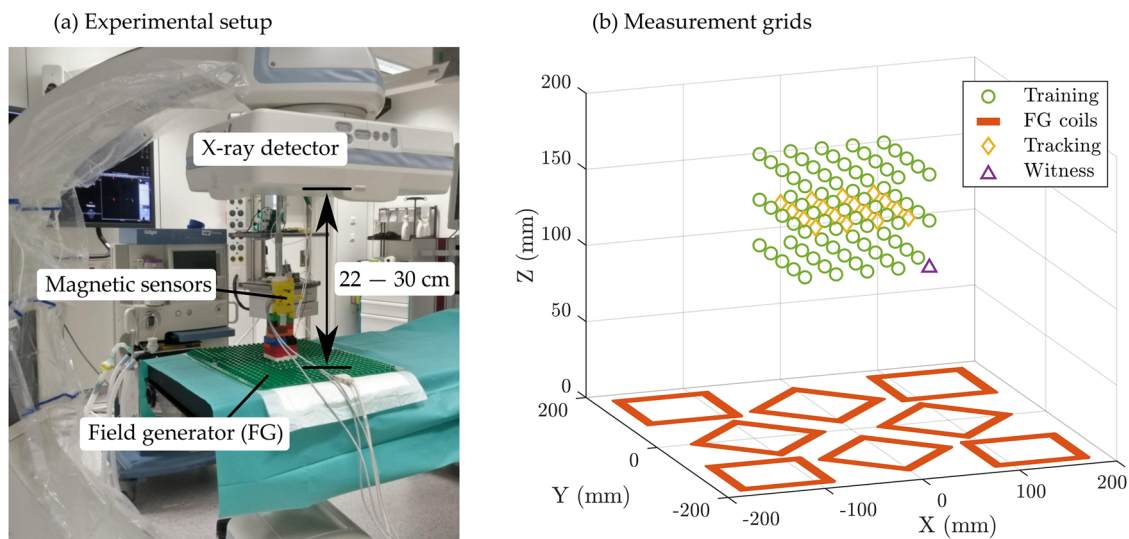 (a) Experimental setup
X-ray detector
Magnetic sensors
22 – 30 cm
Field generator (FG)
(b) Measurement grids
Training
FG coils
Tracking
Witness
200
150
100
50
0
Z (mm)
200
0
-200
Y (mm)
-200
-100
0
100
200
X (mm)